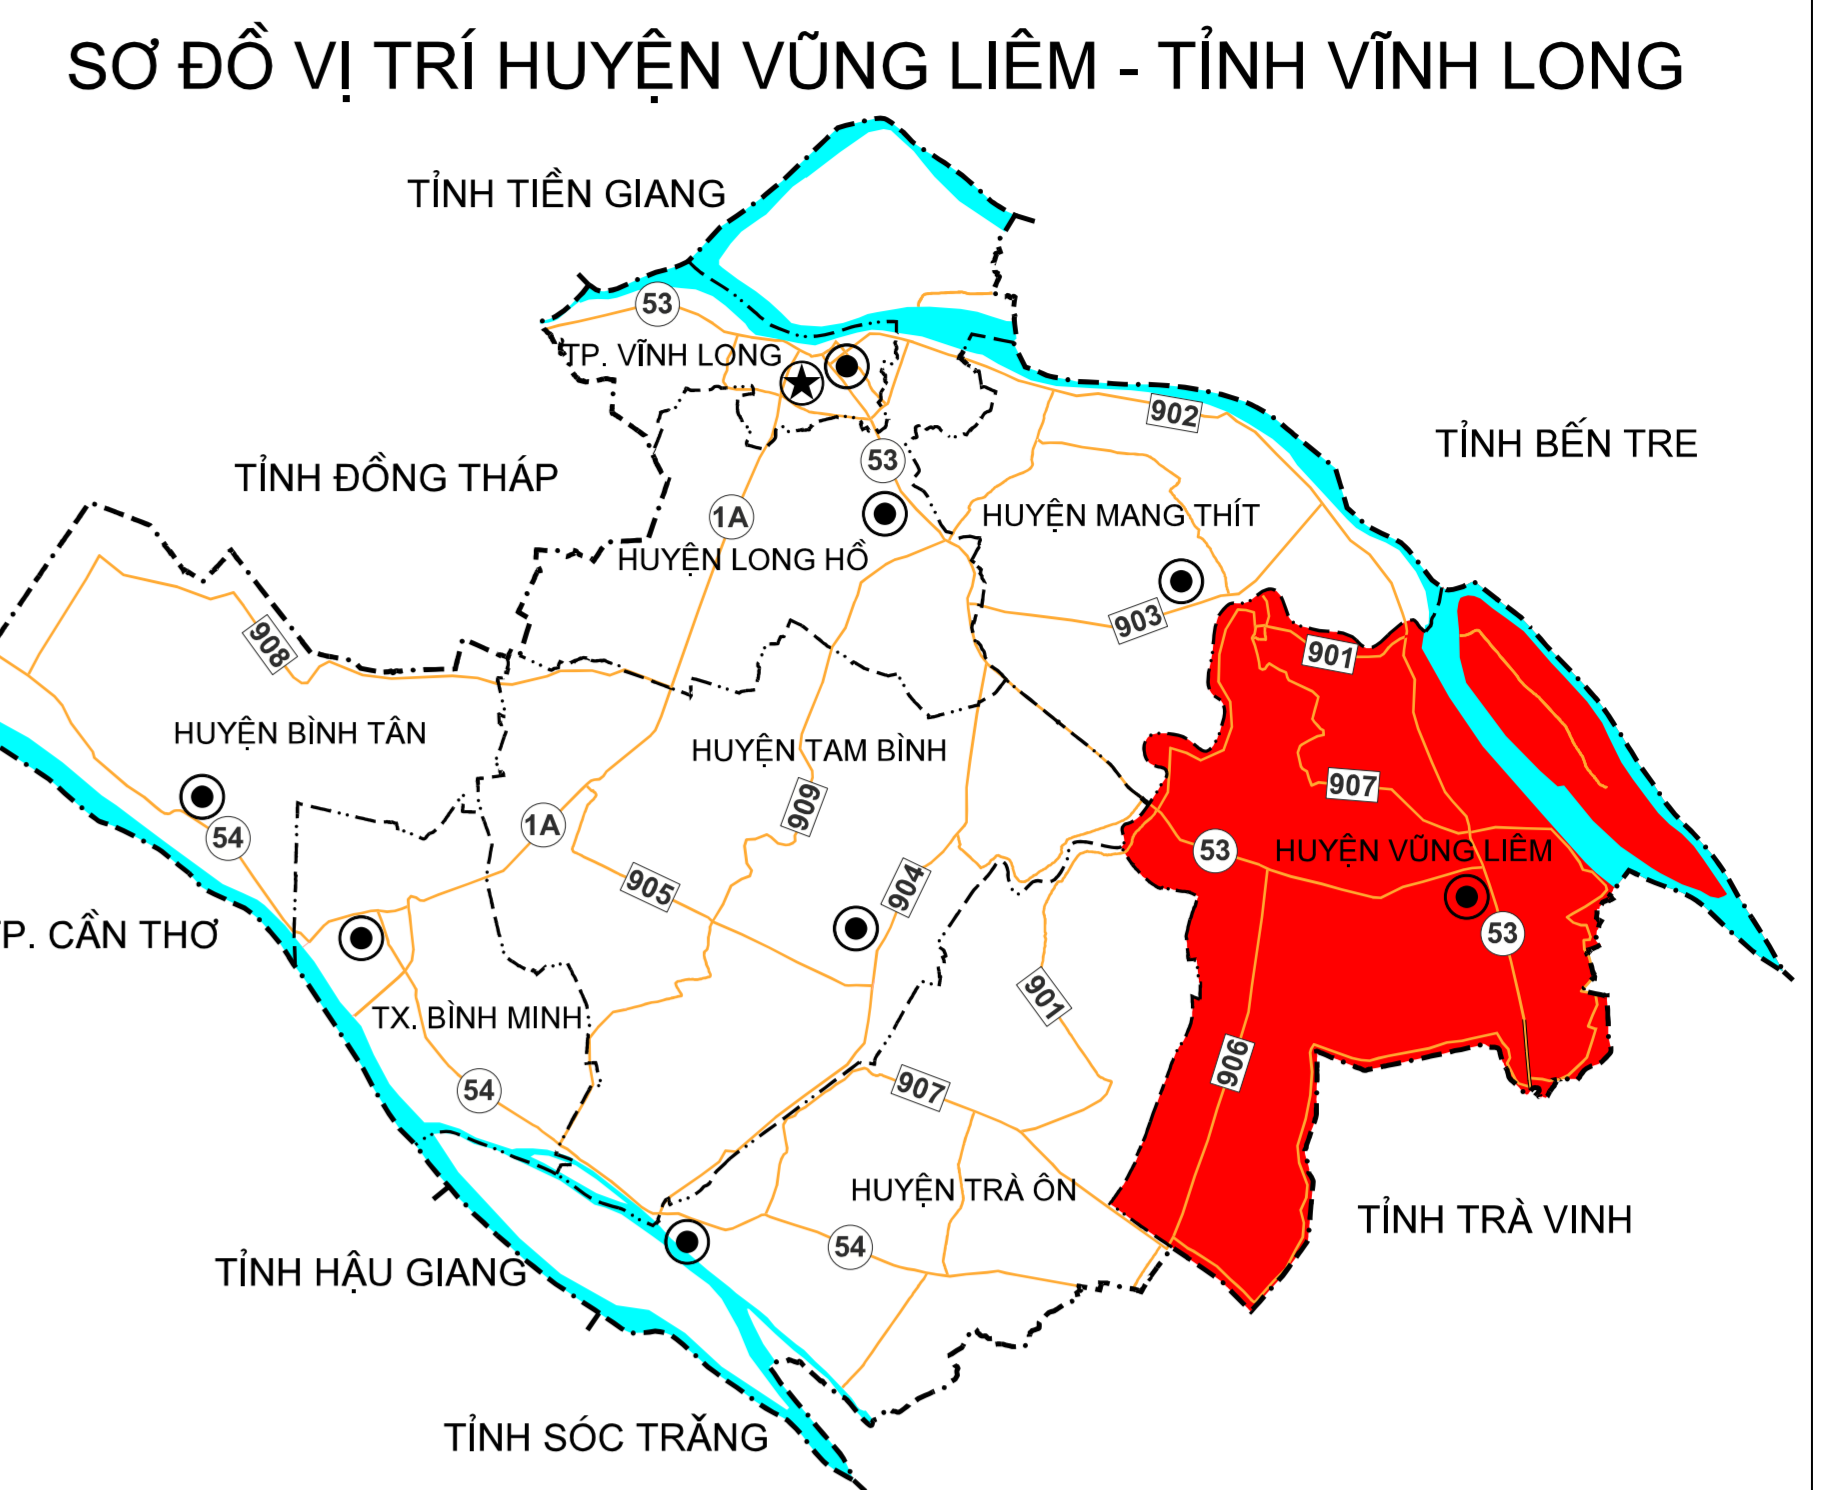 SƠ ĐỒ VỊ TRÍ HUYỆN VŨNG LIÊM - TỈNH VĨNH LONG
TỈNH TIỀN GIANG
53
TP. VĨNH LONG
902
TỈNH BẾN TRE
53
TỈNH ĐỒNG THÁP
1A
HUYỆN MANG THÍT
HUYỆN LONG HỒ
903
908
901
HUYỆN BÌNH TÂN
HUYỆN TAM BÌNH
907
909
1A
54
53
HUYỆN VŨNG LIÊM
905
904
P. CẦN THƠ
53
901
TX. BÌNH MINH
906
54
907
HUYỆN TRÀ ÔN
TỈNH TRÀ VINH
54
TỈNH HẬU GIANG
TỈNH SÓC TRĂNG